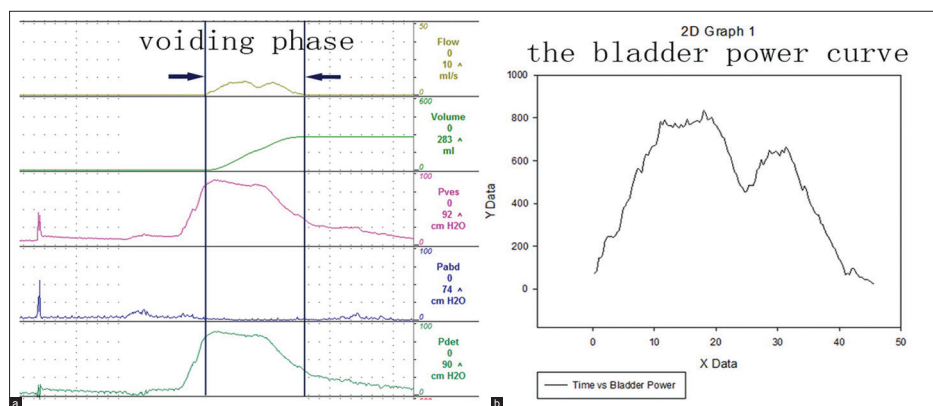 voiding phase
50
Flow
0
10 ^
ml/s
0
600
Volume
0
283 ^
ml
0
100
Pves
0
92 ^
cm H2O
0
100
Pabd
0
74 ^
cm H2O
0
100
Pdet
0
90 ^
cm H2O
0
a
2D Graph 1
the bladder power curve
1000
800
600
400
200
0
Y Data
0 10 20 30 40 50
X Data
Time vs Bladder Power
b